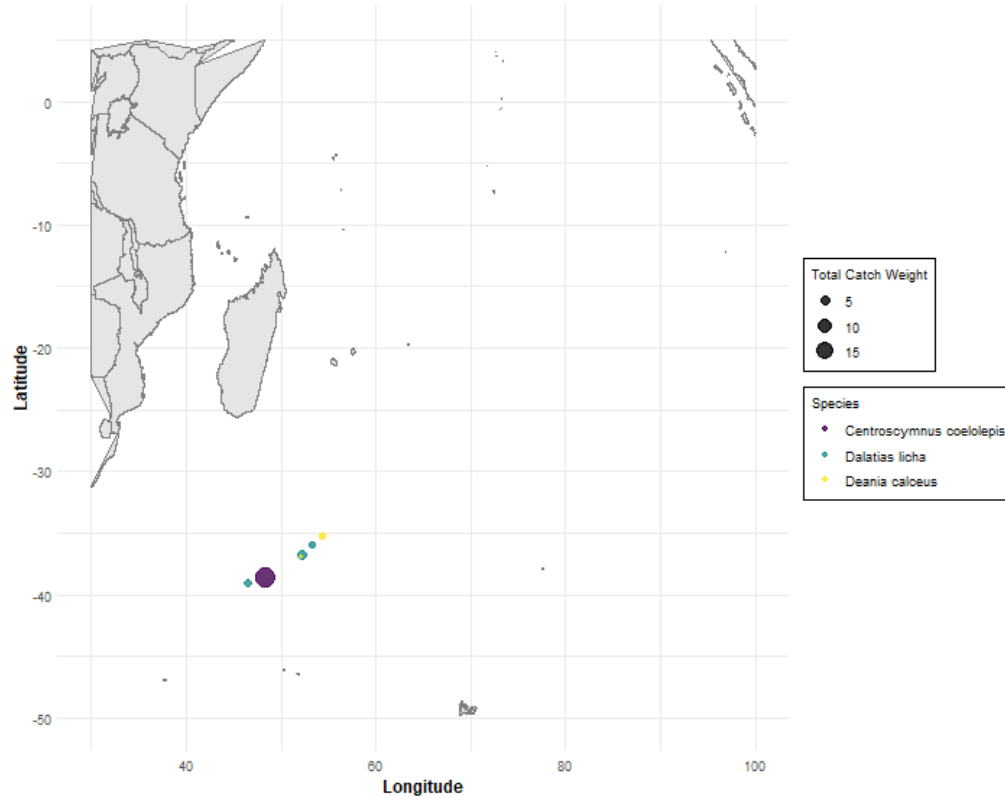 0
-10
-20
-30
-40
-50
Latitude
40
60
80
100
Longitude
Total Catch Weight
5
10
15
Species
Centroscymnus coelolepis
Dalatias licha
Deania calceus